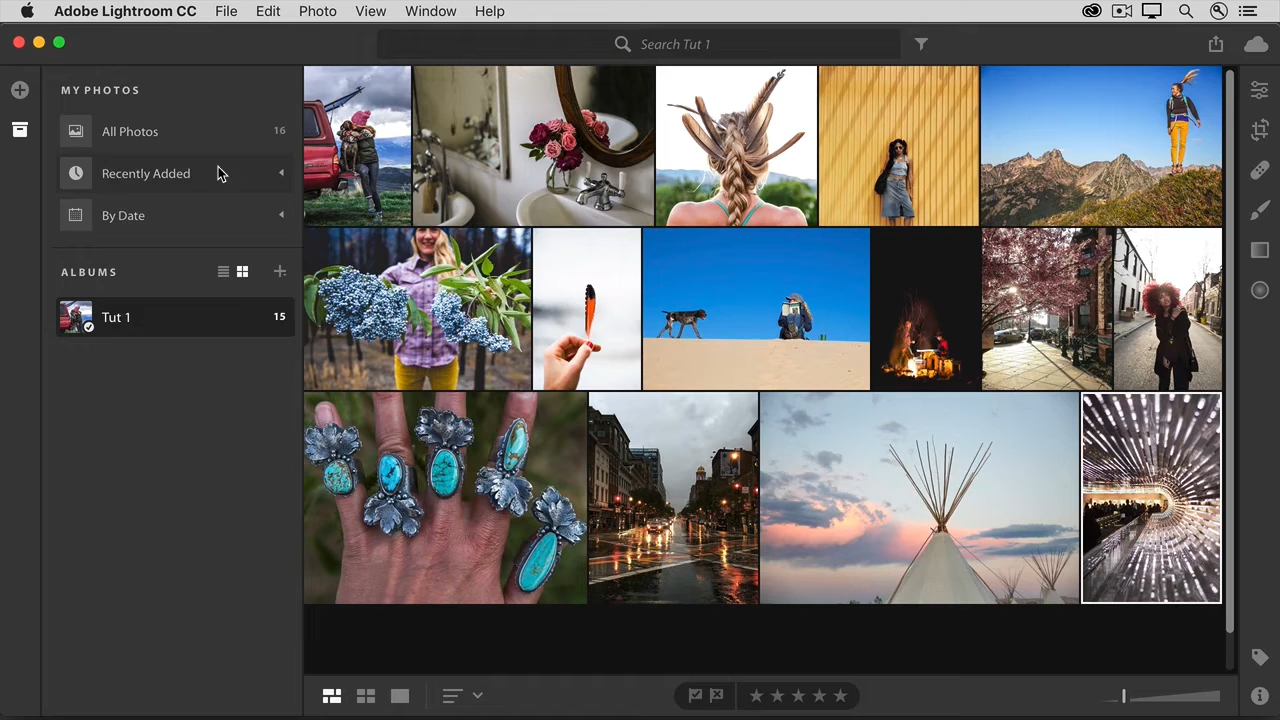 Adobe Lightroom CC File Edit Photo View Window Help
Search Tut 1
MY PHOTOS
All Photos 16
Recently Added
By Date
ALBUMS
Tut 1 15